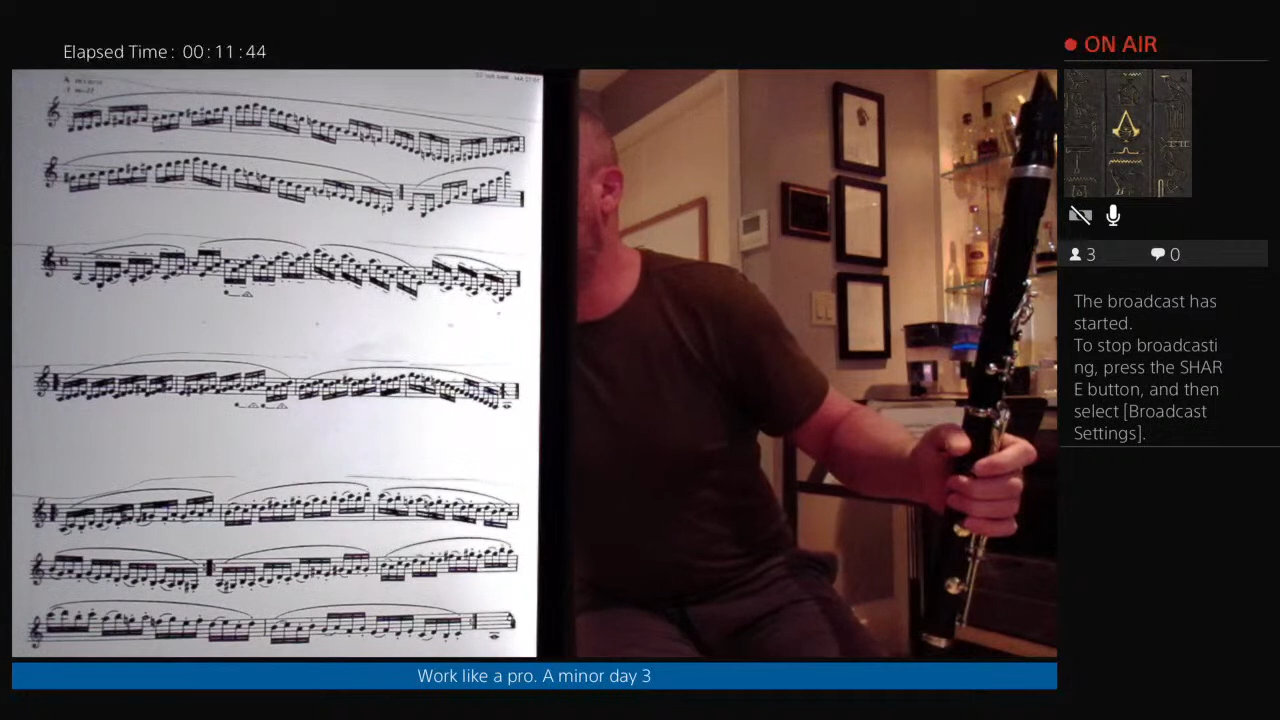 Elapsed Time: 00:11:44
ON AIR
3
0
The broadcast has
started.
To stop broadcasti
ng, press the SHAR
E button, and then
select [Broadcast
Settings].
Work like a pro. A minor day 3